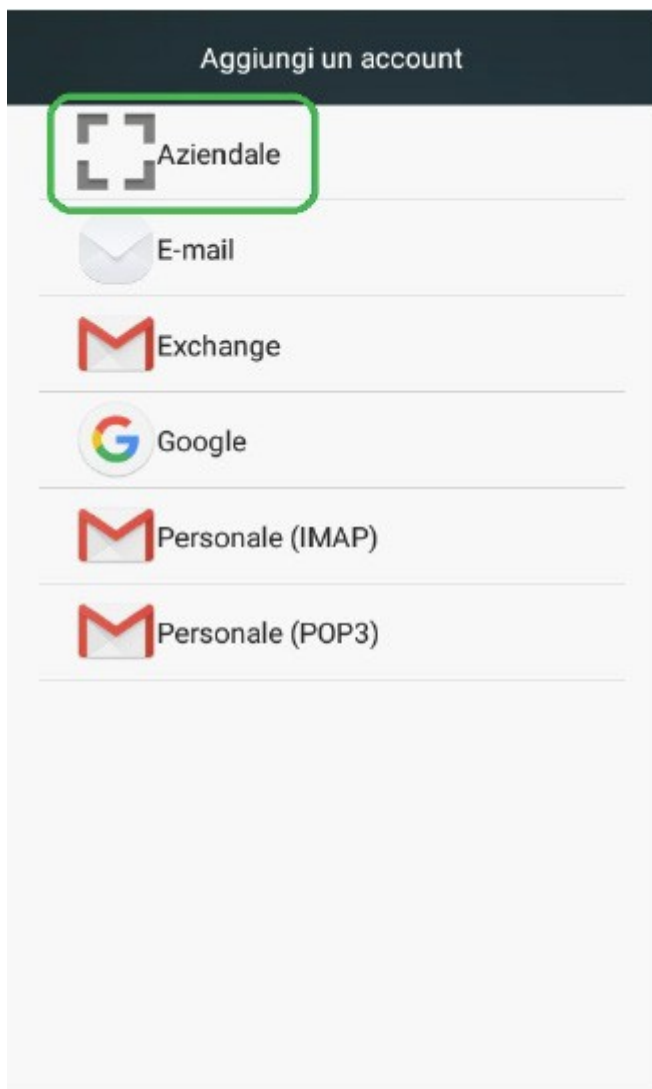 Aggiungi un account
Aziendale
E-mail
Exchange
Google
Personale (IMAP)
Personale (POP3)